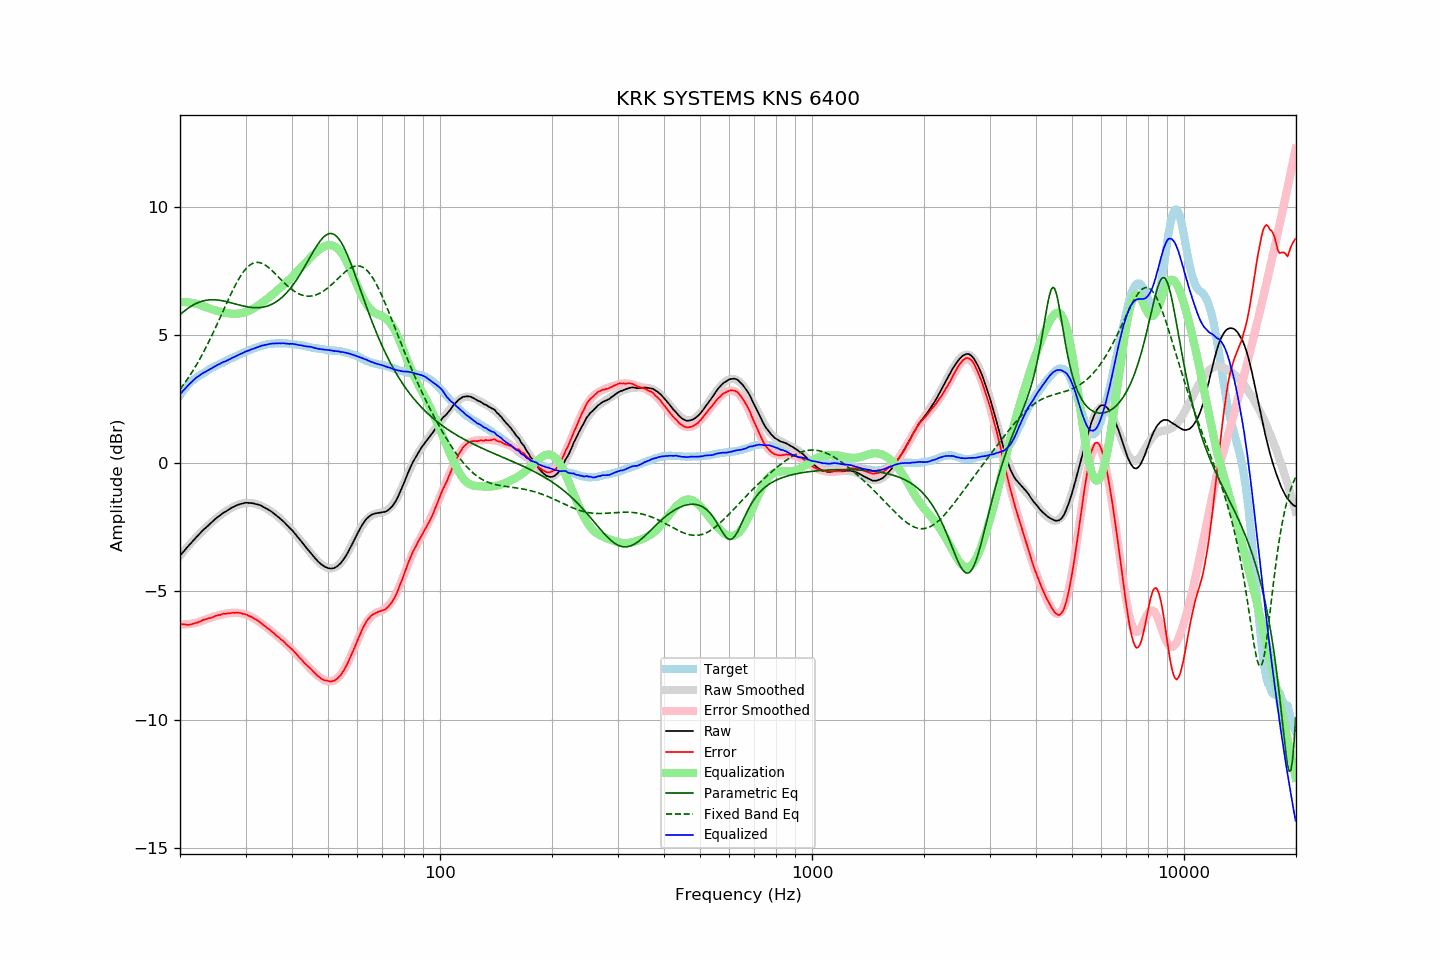 KRK SYSTEMS KNS 6400
Amplitude (dBr)
10
5
0
−5
−10
−15
100
1000
10000
Frequency (Hz)
Target
Raw Smoothed
Error Smoothed
Raw
Error
Equalization
Parametric Eq
Fixed Band Eq
Equalized